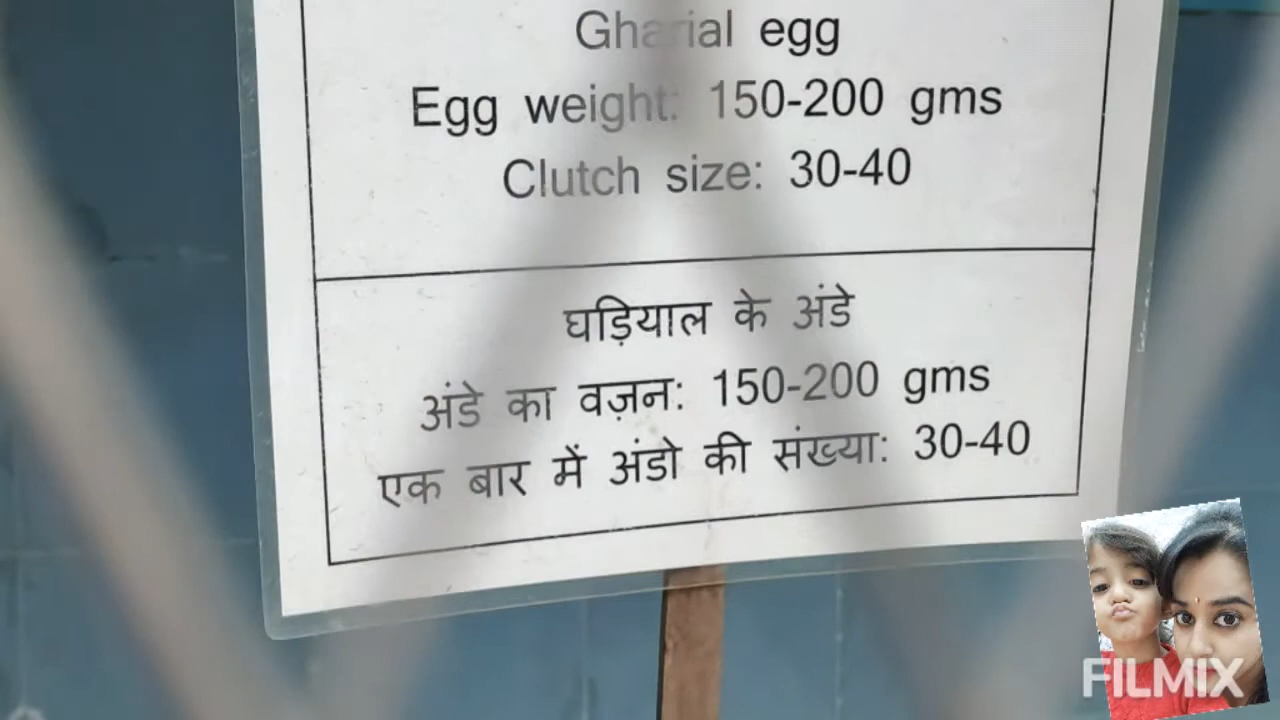 Gharial egg
Egg weight: 150-200 gms
Clutch size: 30-40
घड़ियाल के अंडे
अंडे का वज़न: 150-200 gms
एक बार में अंडो की संख्या: 30-40
FILMIX